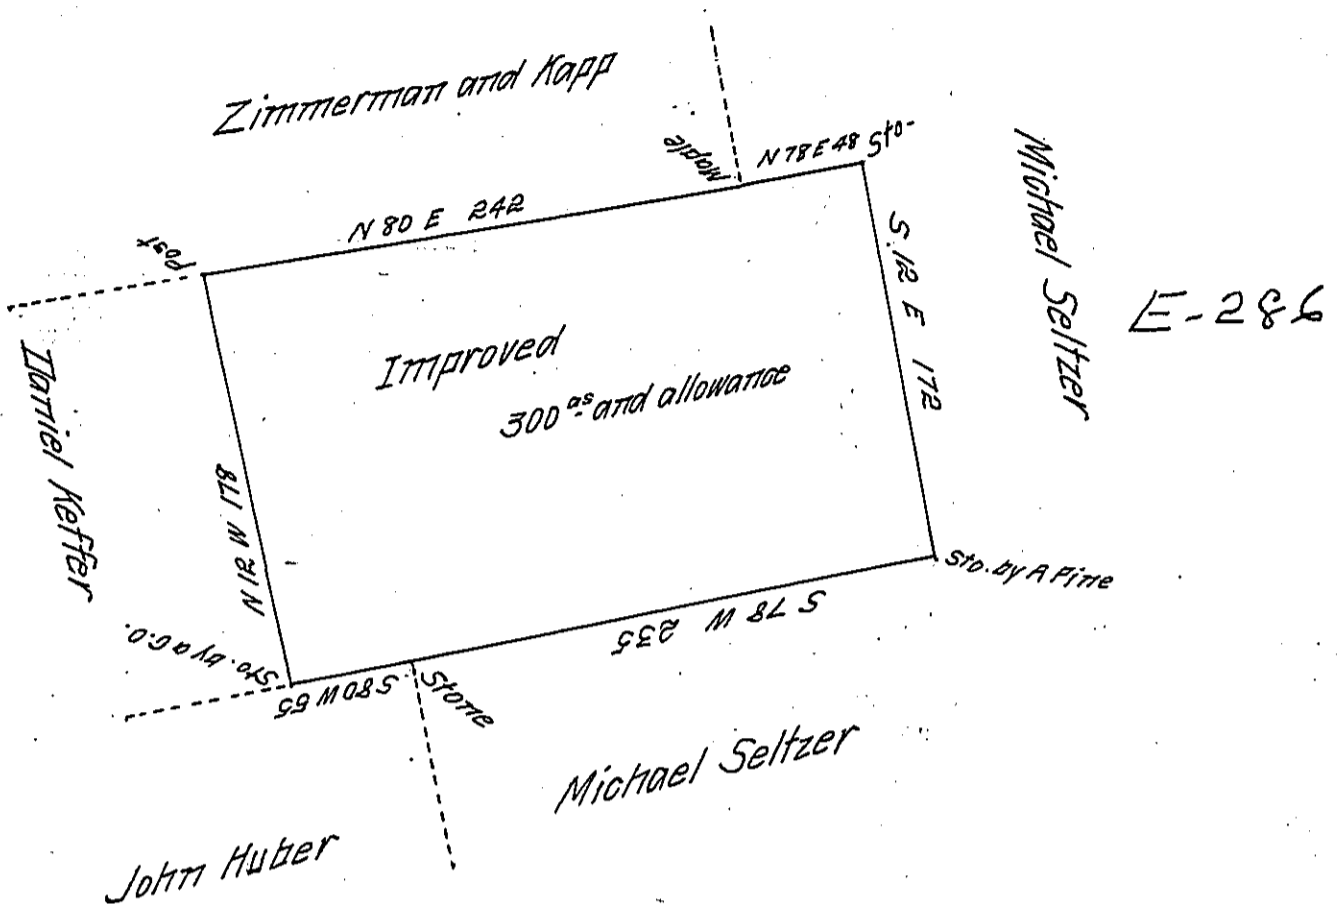 Zimmerman and Kapp
Maple
N 78 E 48
Sto-
N 80 E 242
Post
Michael Seltzer
S. 12 E 172
E-286
Improved
300 as. and allowance
Daniel Keffer
N 12 W 178
Sto. by A Pine
S 78 W 235
Sto. by a C.O.
S 80 W 55
Stone
Michael Seltzer
John Huber